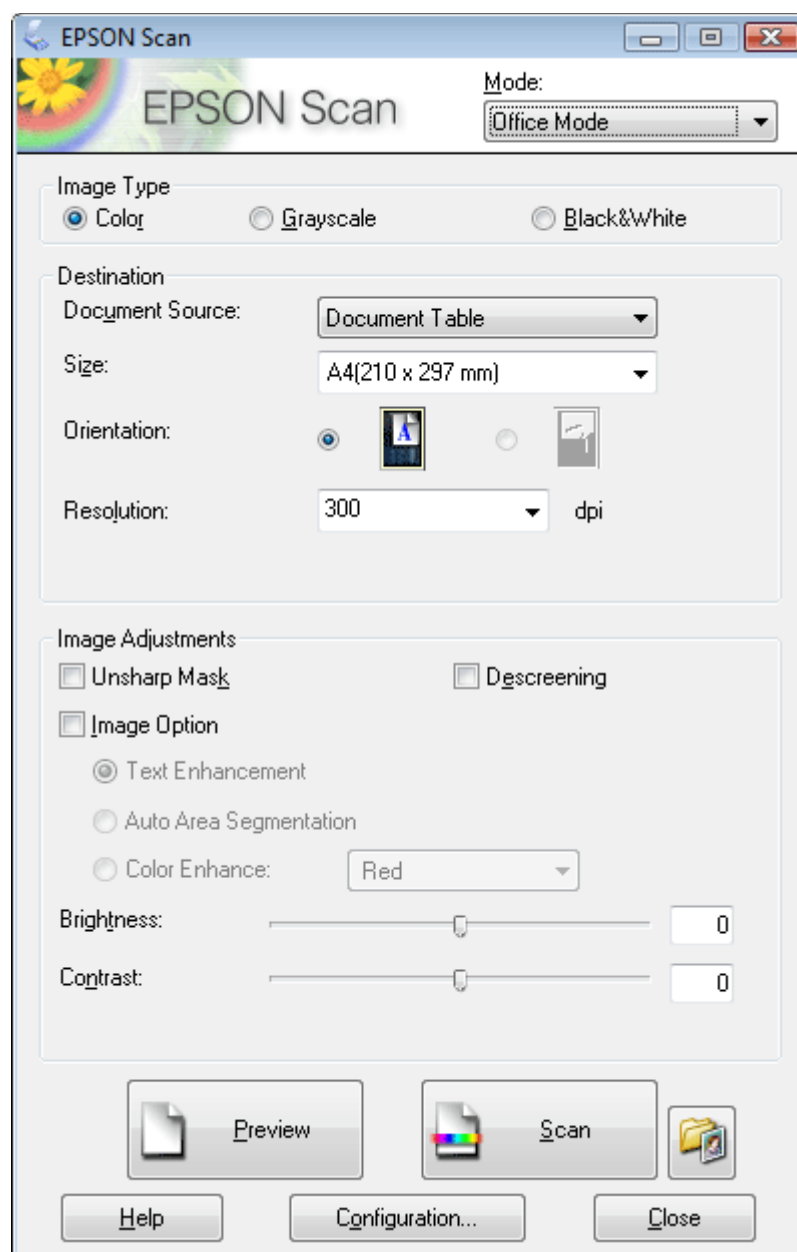 EPSON Scan
EPSON Scan
Mode:
Office Mode
Image Type
Color Grayscale Black&White
Destination
Document Source: Document Table
Size: A4(210 x 297 mm)
Orientation: A
Resolution: 300 dpi
Image Adjustments
Unsharp Mask Descreening
Image Option
Text Enhancement
Auto Area Segmentation
Color Enhance: Red
Brightness: 0
Contrast: 0
Preview Scan
Help Configuration... Close